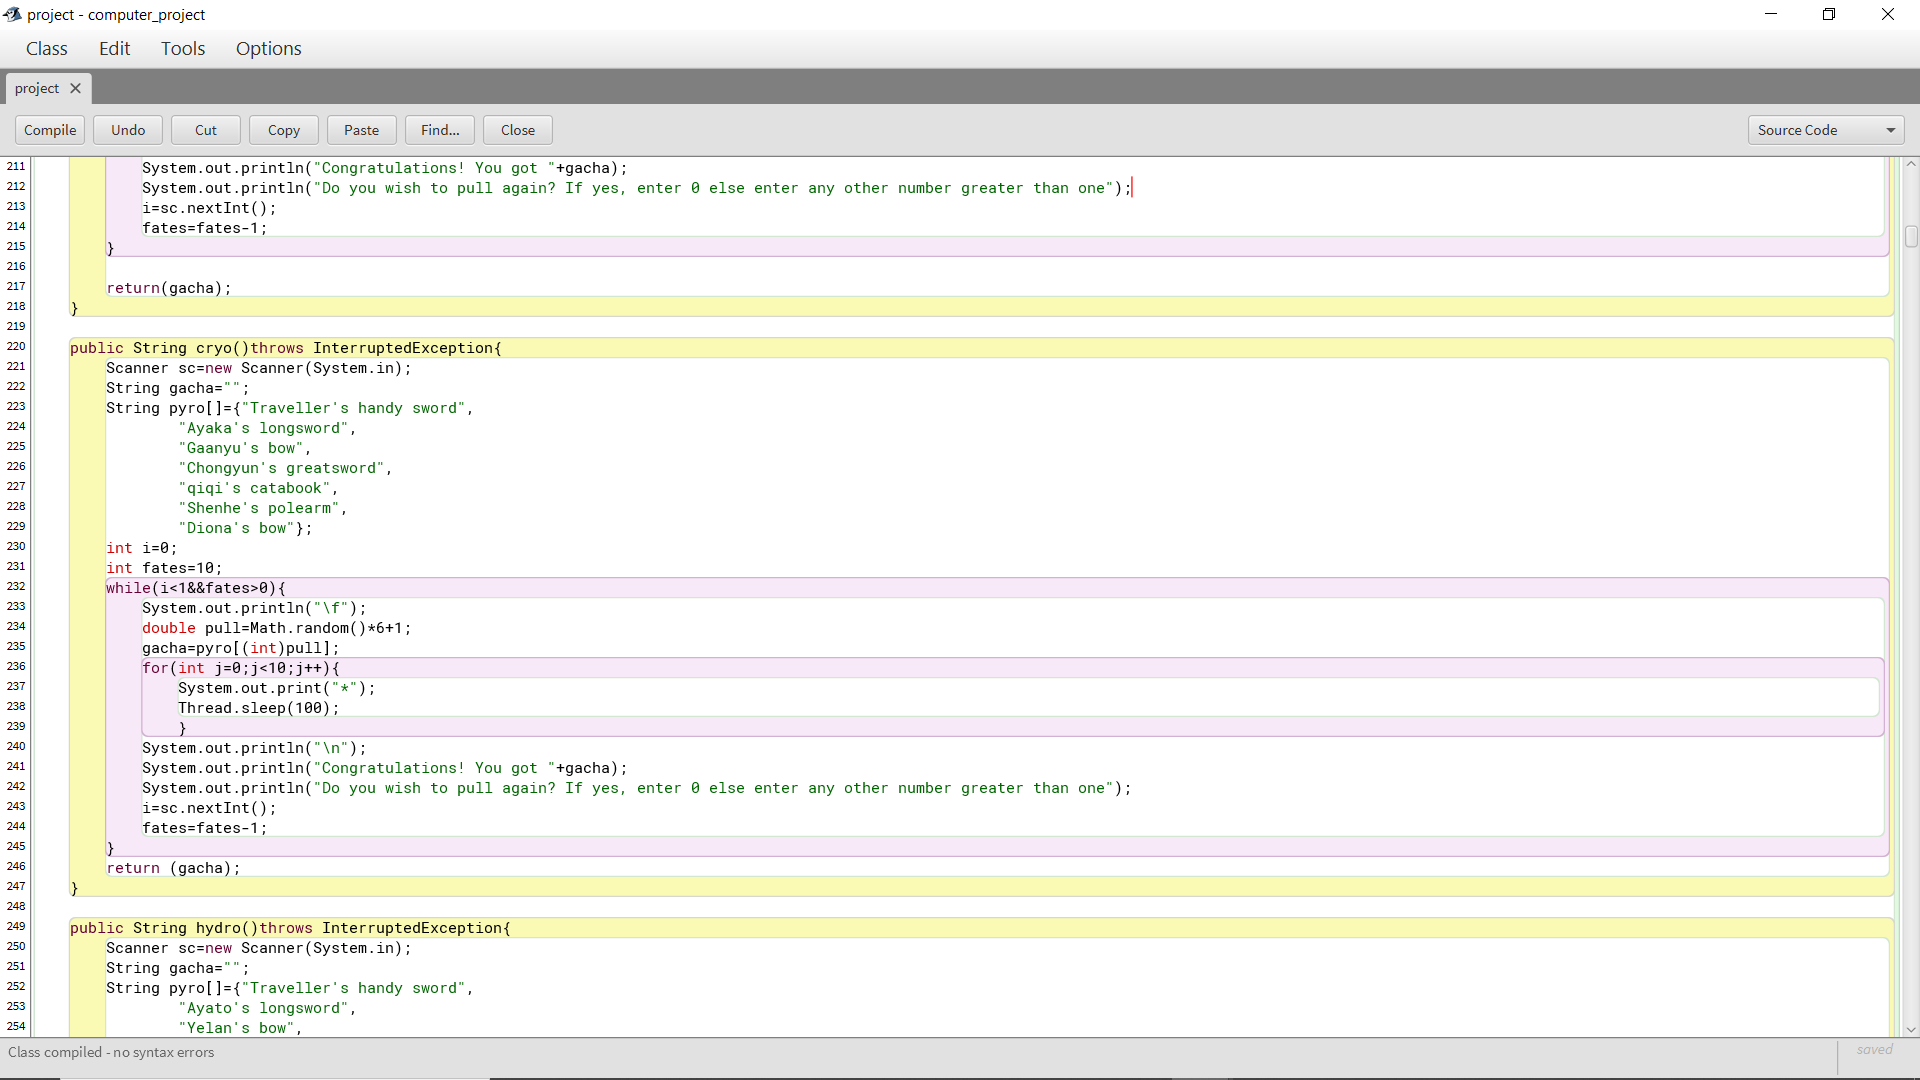 project - computer_project
Class Edit Tools Options
project
Compile Undo Cut Copy Paste Find... Close Source Code
211 System.out.println("Congratulations! You got "+gacha);
212 System.out.println("Do you wish to pull again? If yes, enter 0 else enter any other number greater than one");
213 i=sc.nextInt();
214 fates=fates-1;
215 }
216
217 return(gacha);
218 }
219
220 public String cryo()throws InterruptedException{
221 Scanner sc=new Scanner(System.in);
222 String gacha="";
223 String pyro[]={"Traveller's handy sword",
224 "Ayaka's longsword",
225 "Gaanyu's bow",
226 "Chongyun's greatsword",
227 "qiqi's catabook",
228 "Shenhe's polearm",
229 "Diona's bow"};
230 int i=0;
231 int fates=10;
232 while(i<1&&fates>0){
233 System.out.println("\f");
234 double pull=Math.random()*6+1;
235 gacha=pyro[(int)pull];
236 for(int j=0;j<10;j++){
237 System.out.print("*");
238 Thread.sleep(100);
239 }
240 System.out.println("\n");
241 System.out.println("Congratulations! You got "+gacha);
242 System.out.println("Do you wish to pull again? If yes, enter 0 else enter any other number greater than one");
243 i=sc.nextInt();
244 fates=fates-1;
245 }
246 return (gacha);
247 }
248
249 public String hydro()throws InterruptedException{
250 Scanner sc=new Scanner(System.in);
251 String gacha="";
252 String pyro[]={"Traveller's handy sword",
253 "Ayato's longsword",
254 "Yelan's bow",
Class compiled - no syntax errors
saved